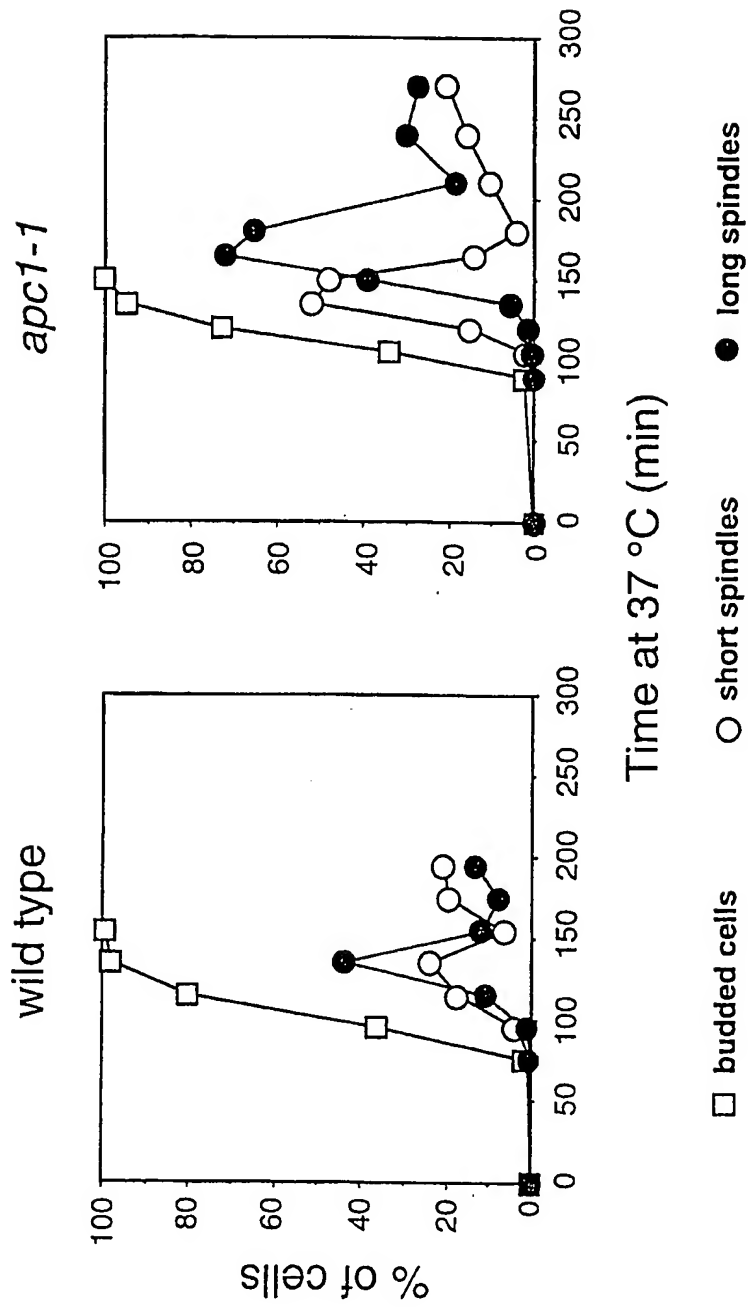 wild type
apc1-1
% of cells
100
80
60
40
20
0
0 50 100 150 200 250 300
100
80
60
40
20
0
0 50 100 150 200 250 300
Time at 37 °C (min)
budded cells
short spindles
long spindles